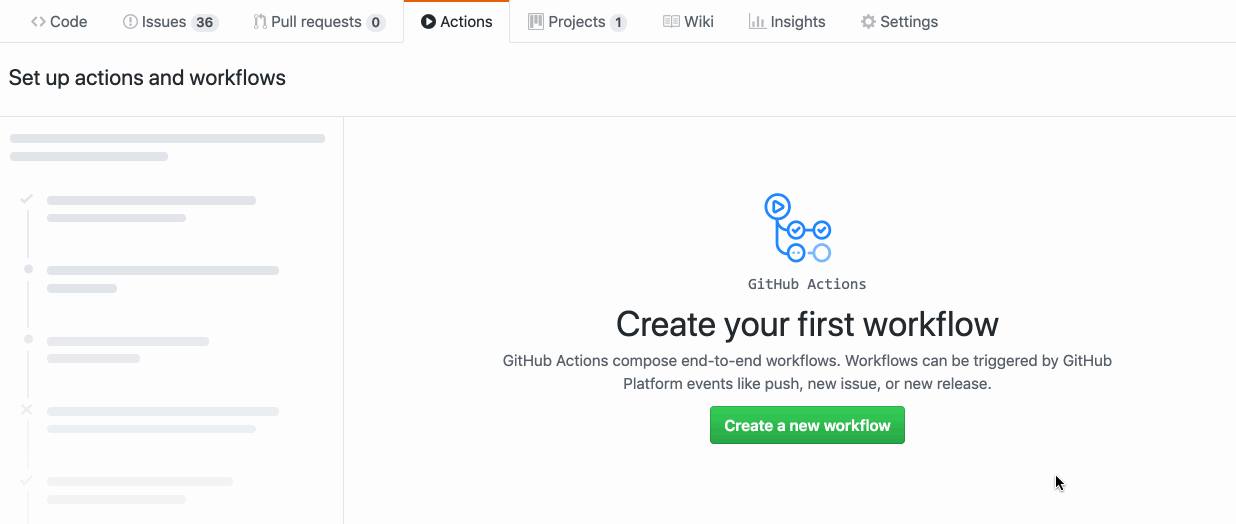 Code Issues 36 Pull requests 0 Actions Projects 1 Wiki Insights Settings
Set up actions and workflows
GitHub Actions
Create your first workflow
GitHub Actions compose end-to-end workflows. Workflows can be triggered by GitHub
Platform events like push, new issue, or new release.
Create a new workflow